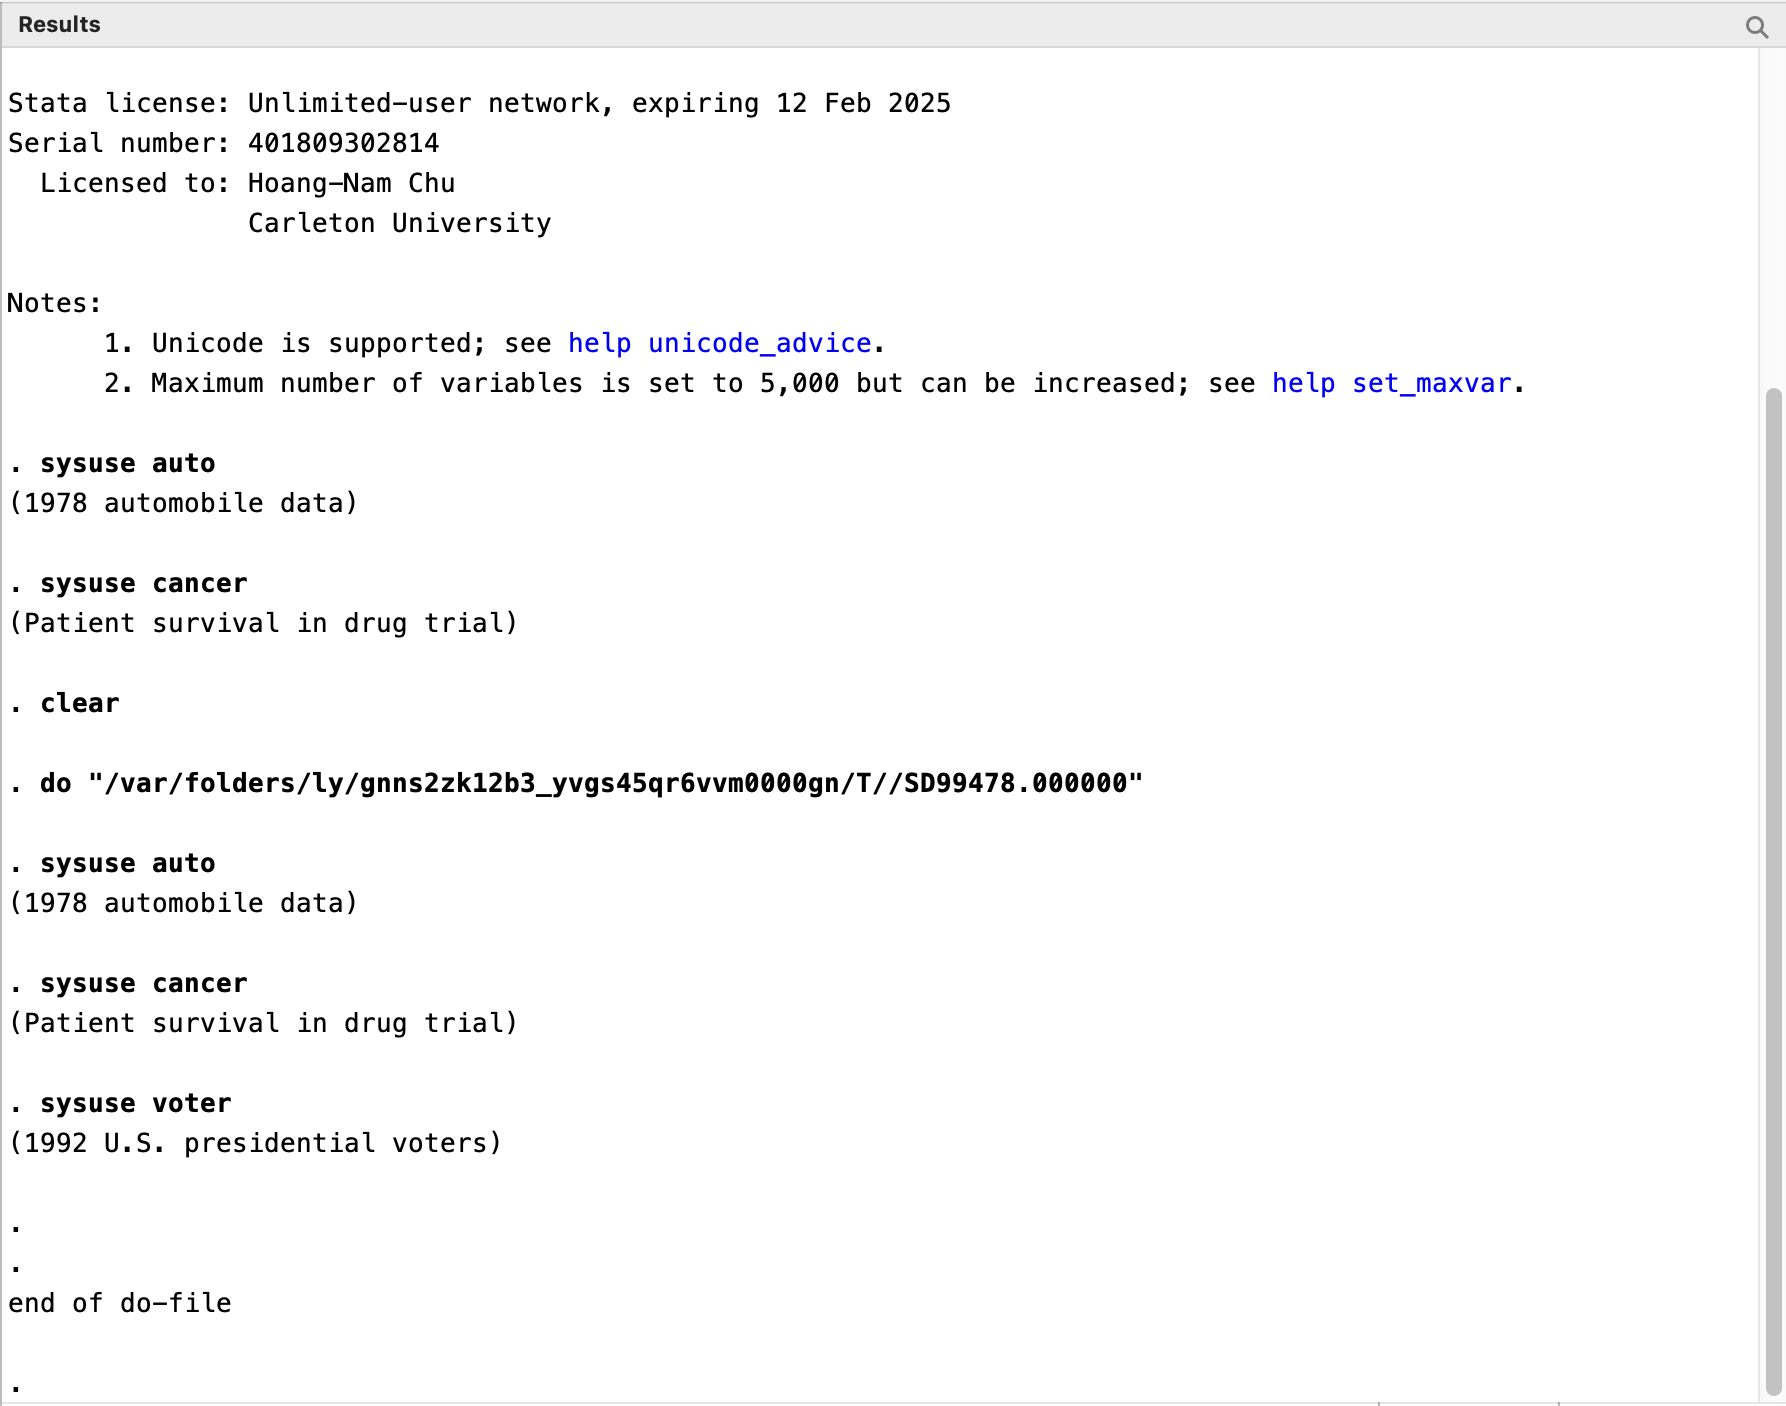 Results
Stata license: Unlimited-user network, expiring 12 Feb 2025
Serial number: 401809302814
Licensed to: Hoang-Nam Chu
Carleton University
Notes:
1. Unicode is supported; see help unicode_advice.
2. Maximum number of variables is set to 5,000 but can be increased; see help set_maxvar.
. sysuse auto
(1978 automobile data)
. sysuse cancer
(Patient survival in drug trial)
. clear
. do "/var/folders/ly/gnns2zk12b3_yvgs45qr6vvm0000gn/T//SD99478.000000"
. sysuse auto
(1978 automobile data)
. sysuse cancer
(Patient survival in drug trial)
. sysuse voter
(1992 U.S. presidential voters)
.
.
end of do-file
.